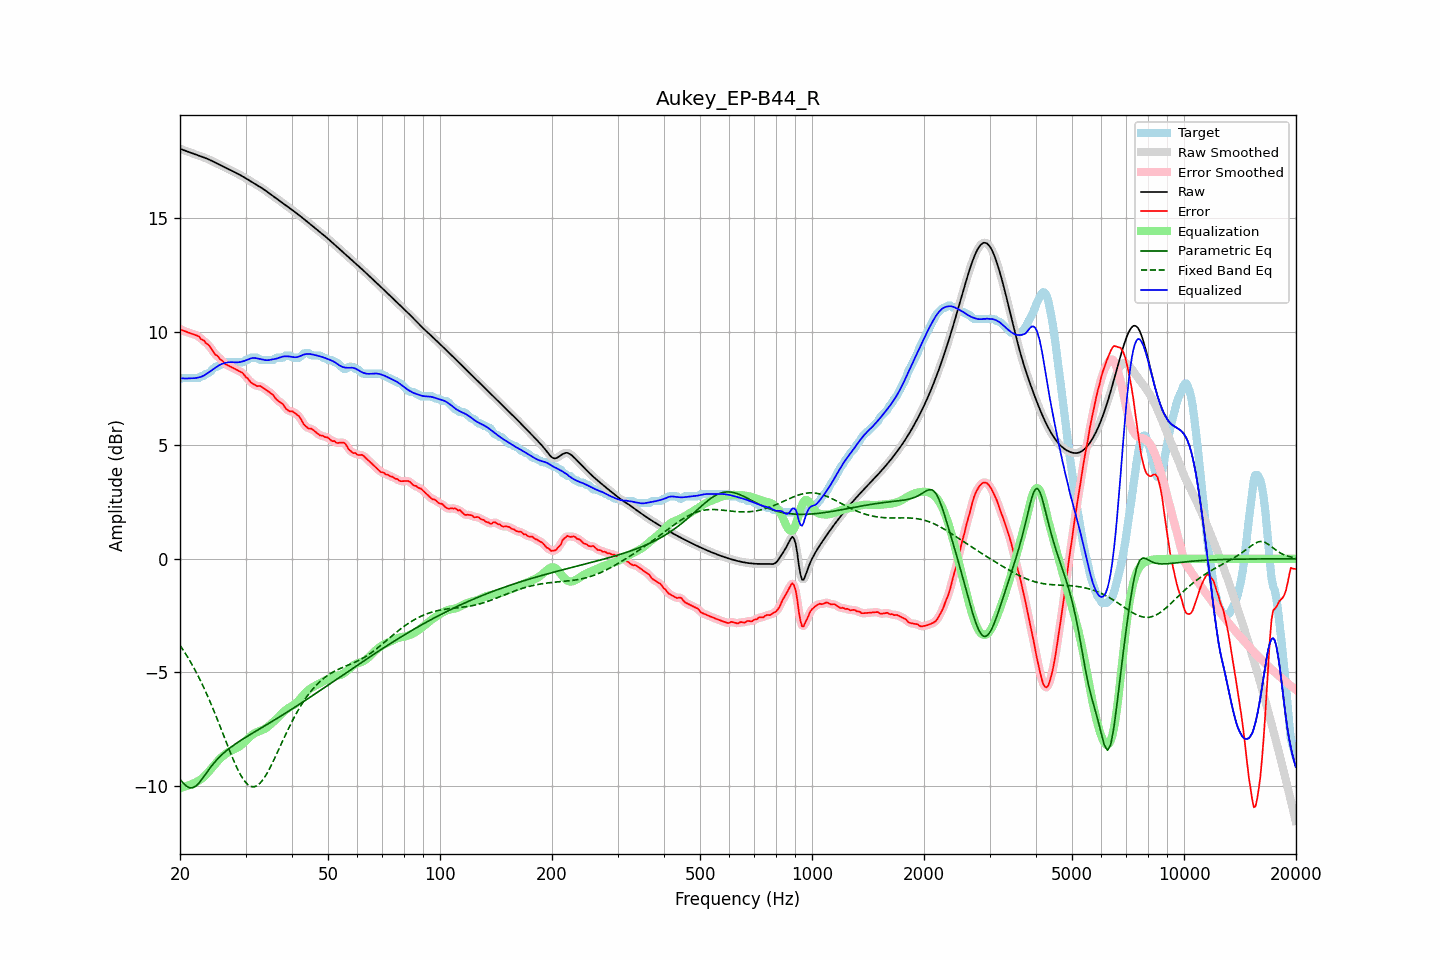 Aukey_EP-B44_R
Target
Raw Smoothed
Error Smoothed
Raw
Error
Equalization
Parametric Eq
Fixed Band Eq
Equalized
Amplitude (dBr)
15
10
5
0
−5
−10
20 50 100 200 500 1000 2000 5000 10000 20000
Frequency (Hz)